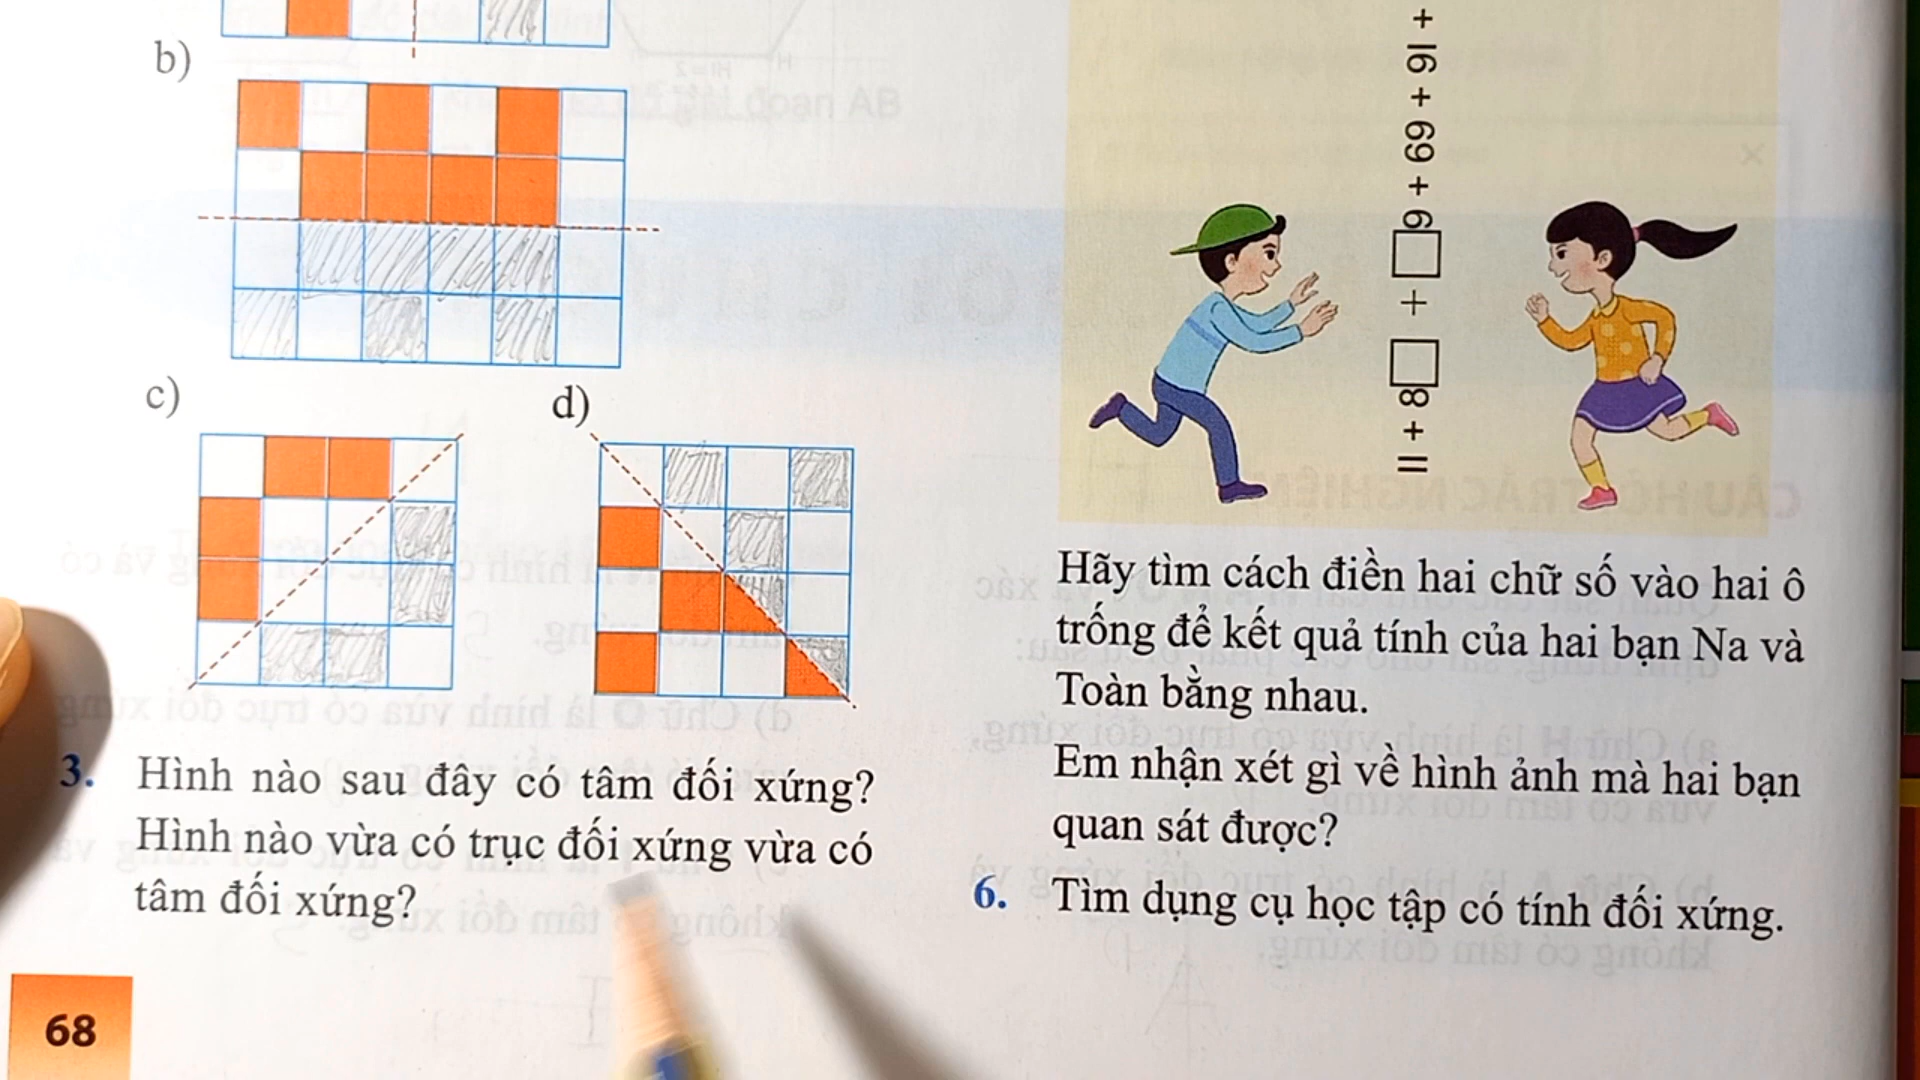 b)
c)
d)
3. Hình nào sau đây có tâm đối xứng?
Hình nào vừa có trục đối xứng vừa có
tâm đối xứng?
68
+ 16 + 69 + 6□ + □8 + 11
Hãy tìm cách điền hai chữ số vào hai ô
trống để kết quả tính của hai bạn Na và
Toàn bằng nhau.
Em nhận xét gì về hình ảnh mà hai bạn
quan sát được?
6. Tìm dụng cụ học tập có tính đối xứng.